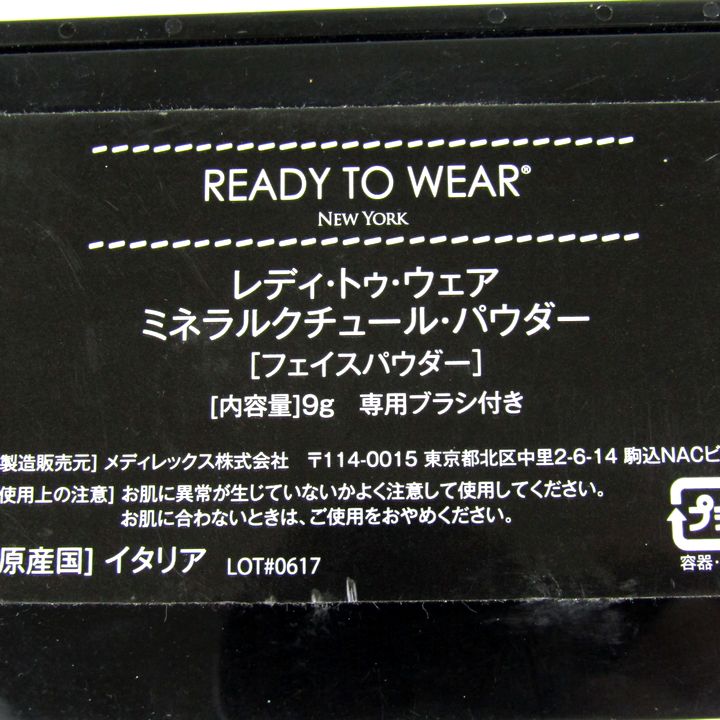 READY TO WEAR®
NEW YORK
レディ・トゥ・ウェア
ミネラルクチュール・パウダー
[フェイスパウダー]
[内容量]9g 専用ブラシ付き
製造販売元] メディレックス株式会社 〒114-0015 東京都北区中里2-6-14 駒込NACビ
使用上の注意] お肌に異常が生じていないかよく注意して使用してください。
お肌に合わないときは、ご使用をおやめください。
プラ
容器・
原産国] イタリア LOT#0617